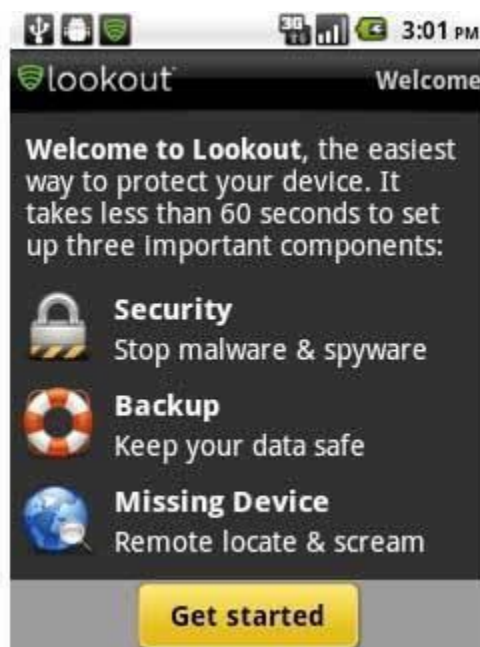 3G 3:01 PM
lookout Welcome
Welcome to Lookout, the easiest
way to protect your device. It
takes less than 60 seconds to set
up three important components:
Security
Stop malware & spyware
Backup
Keep your data safe
Missing Device
Remote locate & scream
Get started